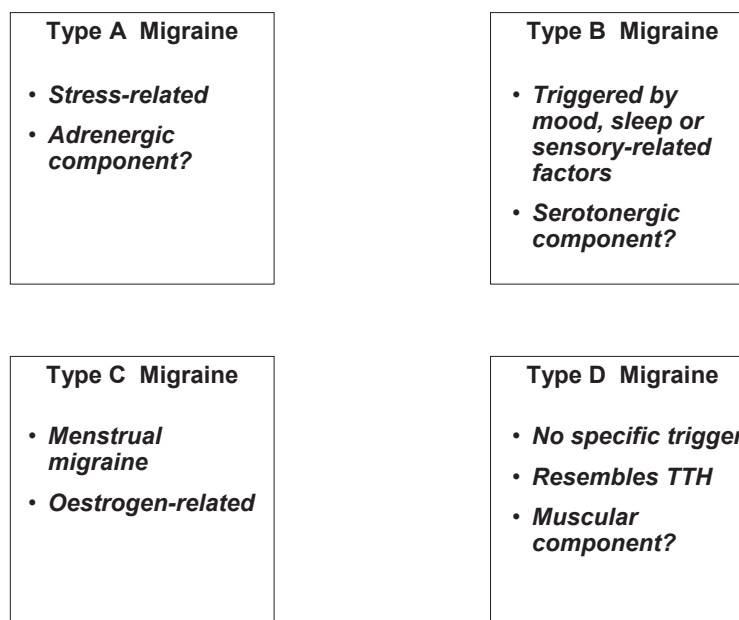 Type A Migraine
• Stress-related
• Adrenergic
component?
Type B Migraine
• Triggered by
mood, sleep or
sensory-related
factors
• Serotonergic
component?
Type C Migraine
• Menstrual
migraine
• Oestrogen-related
Type D Migraine
• No specific trigger
• Resembles TTH
• Muscular
component?